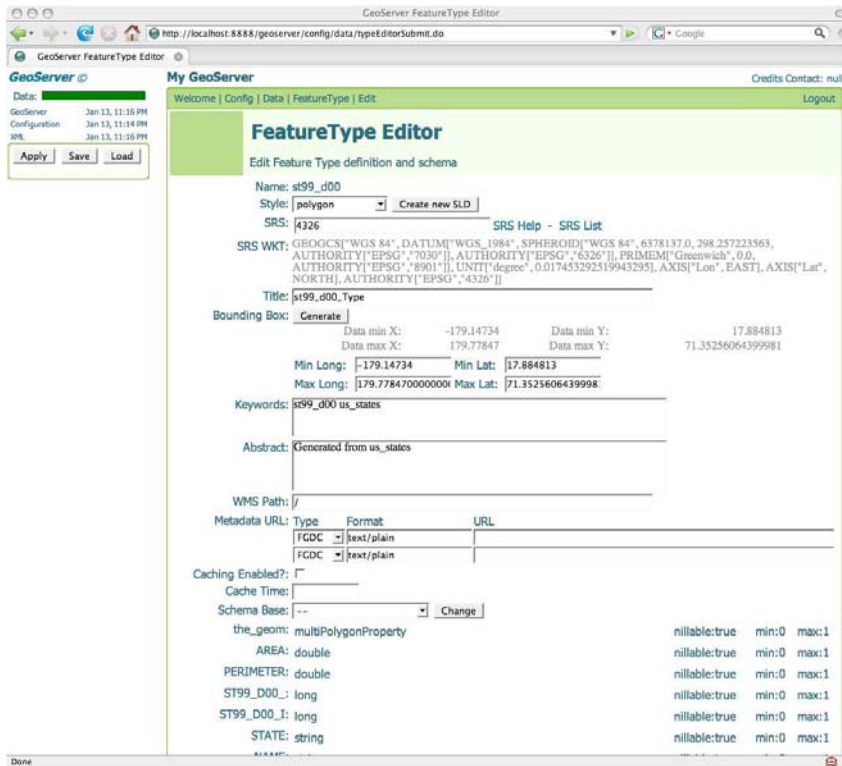 GeoServer FeatureType Editor
http://localhost:8888/geoserver/config/data/typeEditorSubmit.do
Google
GeoServer FeatureType Editor
GeoServer
My GeoServer
Credits Contact: nul
Data:
Welcome | Config | Data | FeatureType | Edit
Logout
GeoServer Jan 13, 11:16 PM
Configuration Jan 13, 11:14 PM
XML Jan 13, 11:16 PM
Apply Save Load
FeatureType Editor
Edit Feature Type definition and schema
Name: st99_d00
Style: polygon Create new SLD
SRS: 4326 SRS Help - SRS List
SRS WKT: GEOGCS["WGS 84", DATUM["WGS_1984", SPHEROID["WGS 84", 6378137.0, 298.257223563,
AUTHORITY["EPSG","7030"]], AUTHORITY["EPSG","6326"]], PRIMEM["Greenwich", 0.0,
AUTHORITY["EPSG","8901"]], UNIT["degree", 0.017453292519943295], AXIS["Lon", EAST], AXIS["Lat",
NORTH], AUTHORITY["EPSG","4326"]]
Title: st99_d00_Type
Bounding Box: Generate
Data min X: -179.14734 Data min Y: 17.884813
Data max X: 179.77847 Data max Y: 71.35256064399981
Min Long: -179.14734 Min Lat: 17.884813
Max Long: 179.778470000000 Max Lat: 71.3525606439998
Keywords: st99_d00 us_states
Abstract: Generated from us_states
WMS Path: /
Metadata URL: Type Format URL
FGDC text/plain
FGDC text/plain
Caching Enabled?:
Cache Time:
Schema Base: -- Change
the_geom: multiPolygonProperty nillable:true min:0 max:1
AREA: double nillable:true min:0 max:1
PERIMETER: double nillable:true min:0 max:1
ST99_D00_: long nillable:true min:0 max:1
ST99_D00_I: long nillable:true min:0 max:1
STATE: string nillable:true min:0 max:1
Done